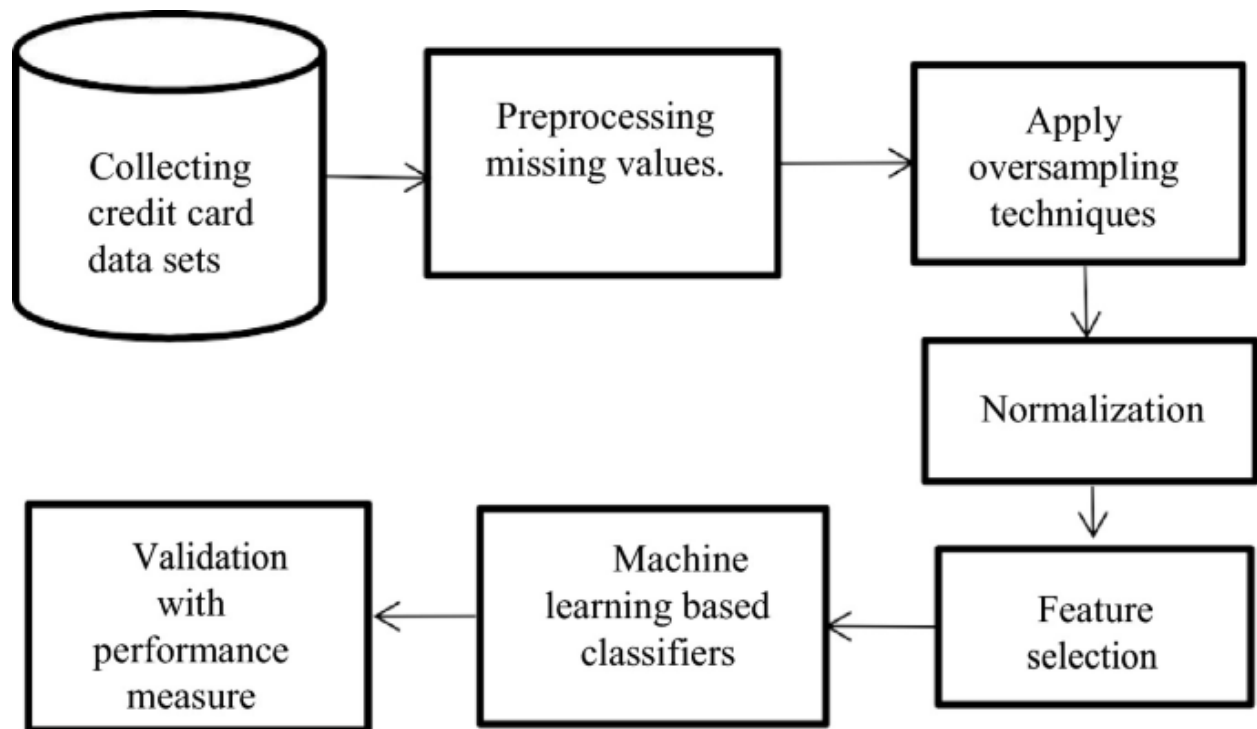 Collecting
credit card
data sets
Preprocessing
missing values.
Apply
oversampling
techniques
Normalization
Feature
selection
Machine
learning based
classifiers
Validation
with
performance
measure